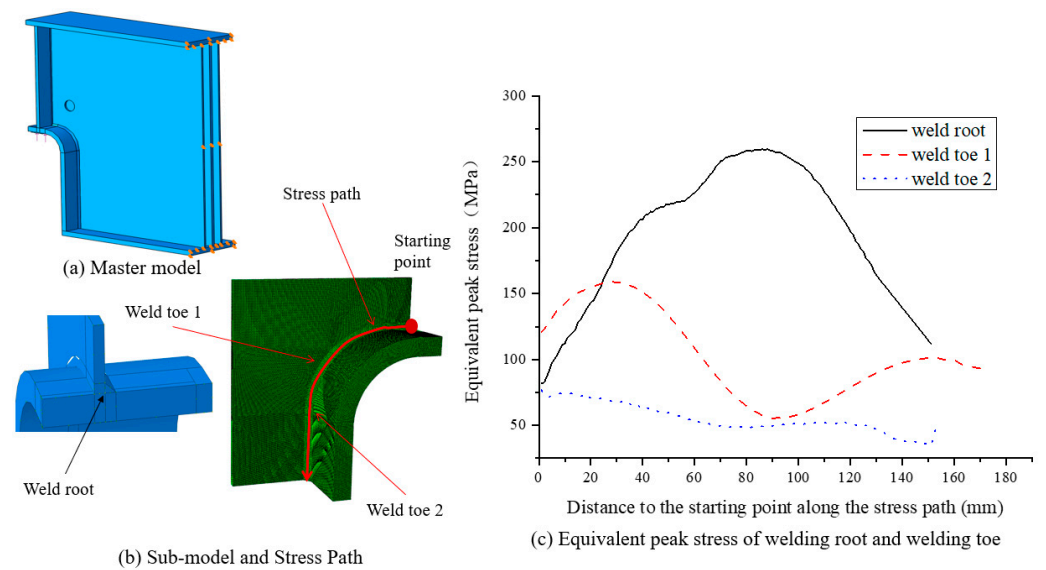 (a) Master model
Stress path
Starting
point
Weld toe 1
Weld root
Weld toe 2
(b) Sub-model and Stress Path
Equivalent peak stress (MPa)
300
250
200
150
100
50
0
20
40
60
80
100
120
140
160
180
weld root
weld toe 1
weld toe 2
Distance to the starting point along the stress path (mm)
(c) Equivalent peak stress of welding root and welding toe